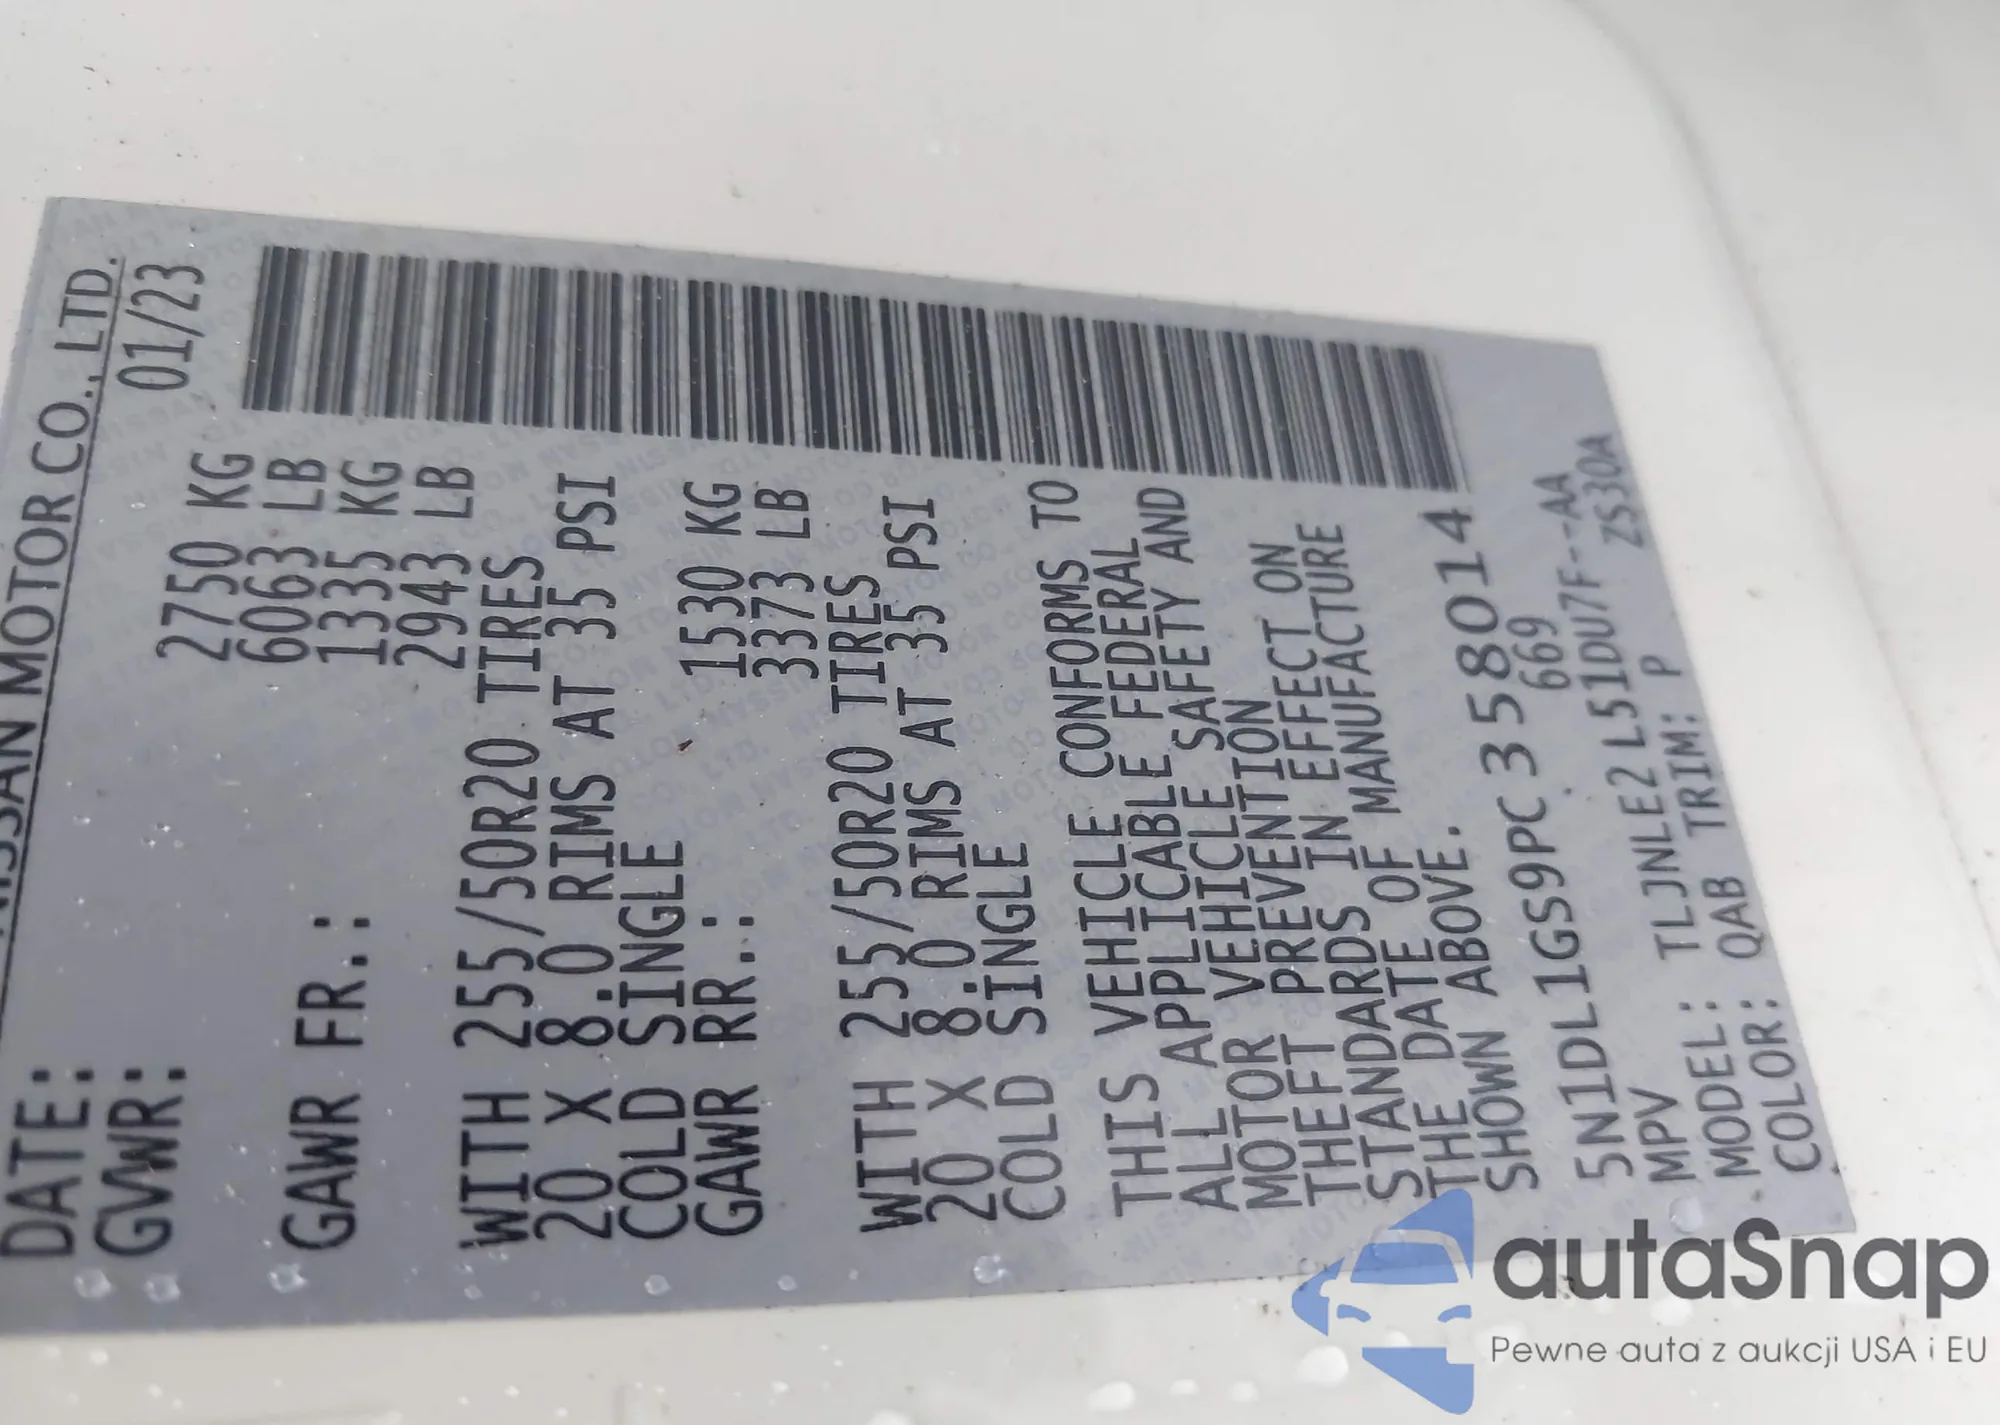 NISSAN MOTOR CO., LTD.
DATE: 01/23
GVWR: 2750 KG
6063 LB
GAWR FR.: 1335 KG
2943 LB
WITH 255/50R20 TIRES
20 X 8.0 RIMS AT 35 PSI
COLD SINGLE
GAWR RR.: 1530 KG
3373 LB
WITH 255/50R20 TIRES
20 X 8.0 RIMS AT 35 PSI
COLD SINGLE
THIS VEHICLE CONFORMS TO
ALL APPLICABLE FEDERAL
MOTOR VEHICLE SAFETY AND
THEFT PREVENTION
STANDARDS IN EFFECT ON
THE DATE OF MANUFACTURE
SHOWN ABOVE.
5N1DL1GS9PC358014
MPV 669
MODEL: TLJNLE2 L51DU7F--AA
COLOR: QAB TRIM: P ZS30A
autaSnap
Pewne auta z aukcji USA i EU